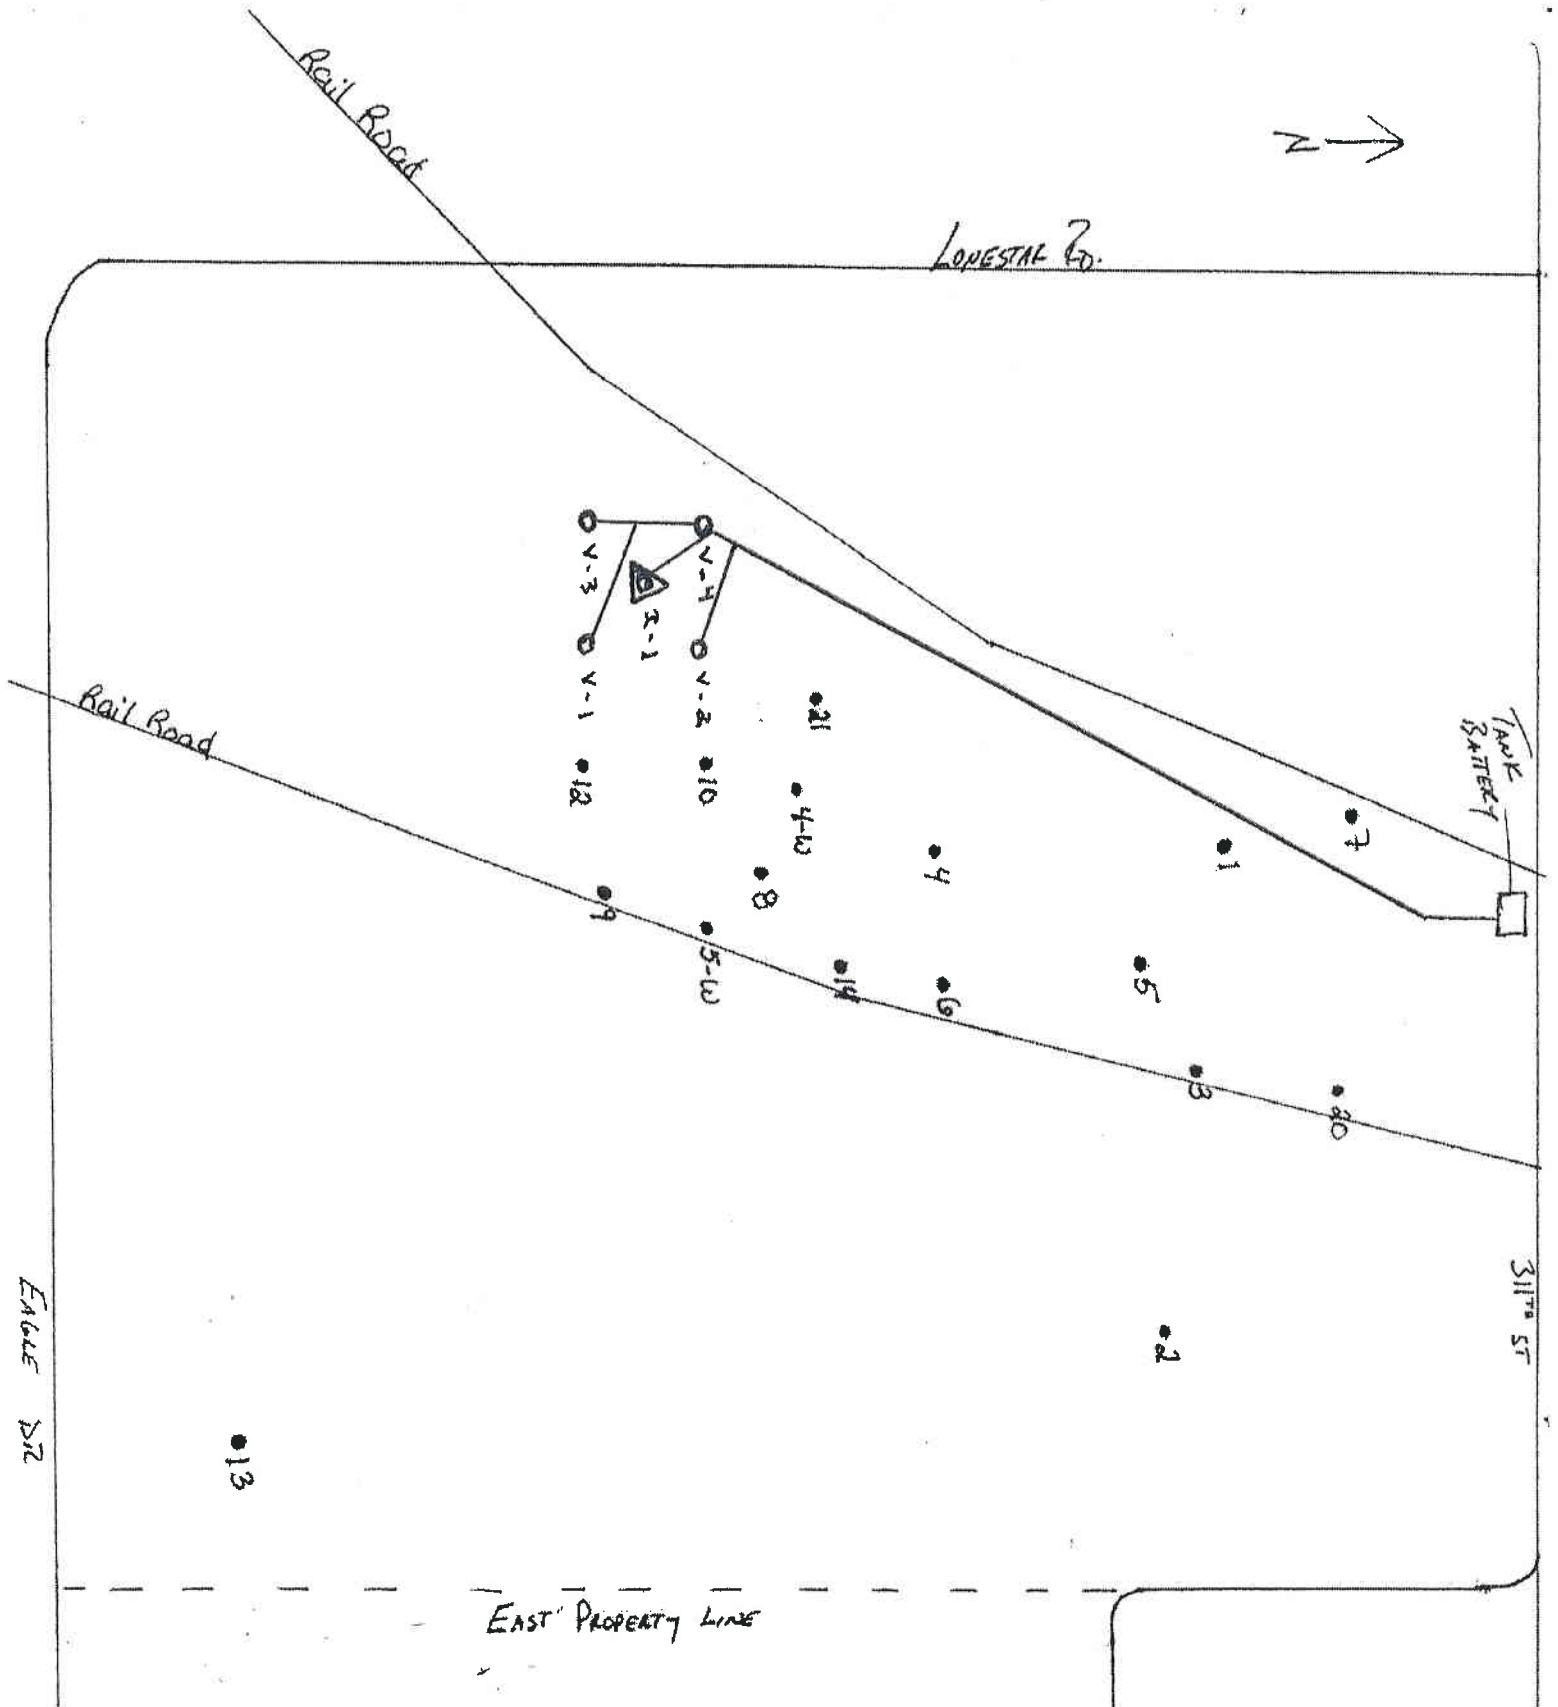 Rail Road
N
LONESTAR RD.
V-3
V-4
I-1
V-1
V-2
Rail Road
21
12
10
4-W
TANK
BATTERY
7
1
4
8
9
5-W
14
6
5
3
20
311TH ST
2
EAGLE DR
13
EAST PROPERTY LINE